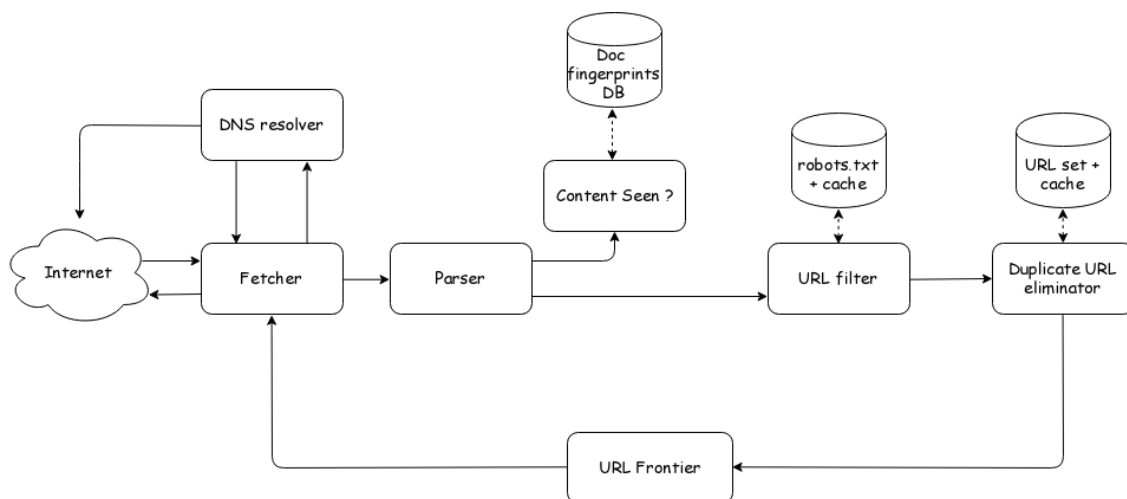 Doc
fingerprints
DB
DNS resolver
robots.txt
+ cache
URL set +
cache
Content Seen ?
Internet
Fetcher
Parser
URL filter
Duplicate URL
eliminator
URL Frontier